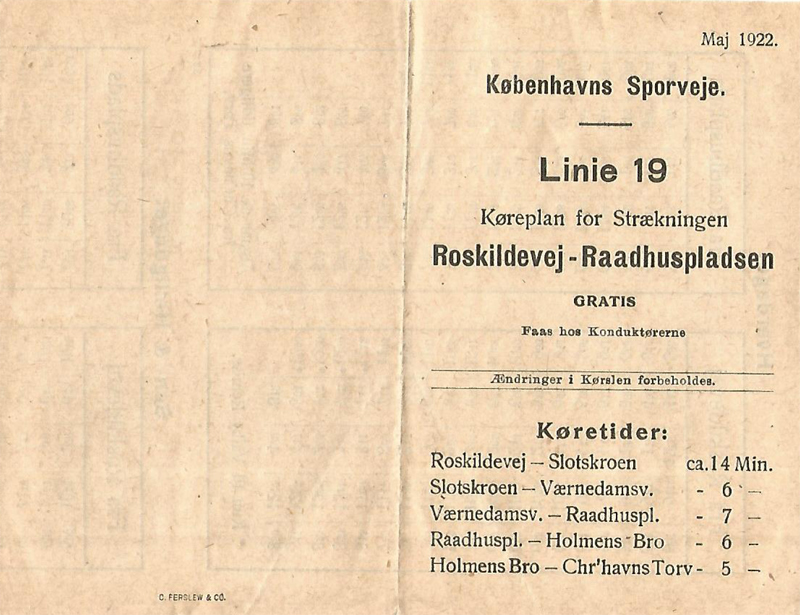 Maj 1922.
Københavns Sporveje.
Linie 19
Køreplan for Strækningen
Roskildevej - Raadhuspladsen
GRATIS
Faas hos Konduktørerne
Ændringer i Kørslen forbeholdes.
Køretider:
Roskildevej — Slotskroen ca. 14 Min.
Slotskroen — Værnedamsv. - 6 —
Værnedamsv. — Raadhuspl. - 7 —
Raadhuspl. — Holmens Bro - 6 —
Holmens Bro — Chr'havns Torv - 5 —
C. FERSLEW & CO.